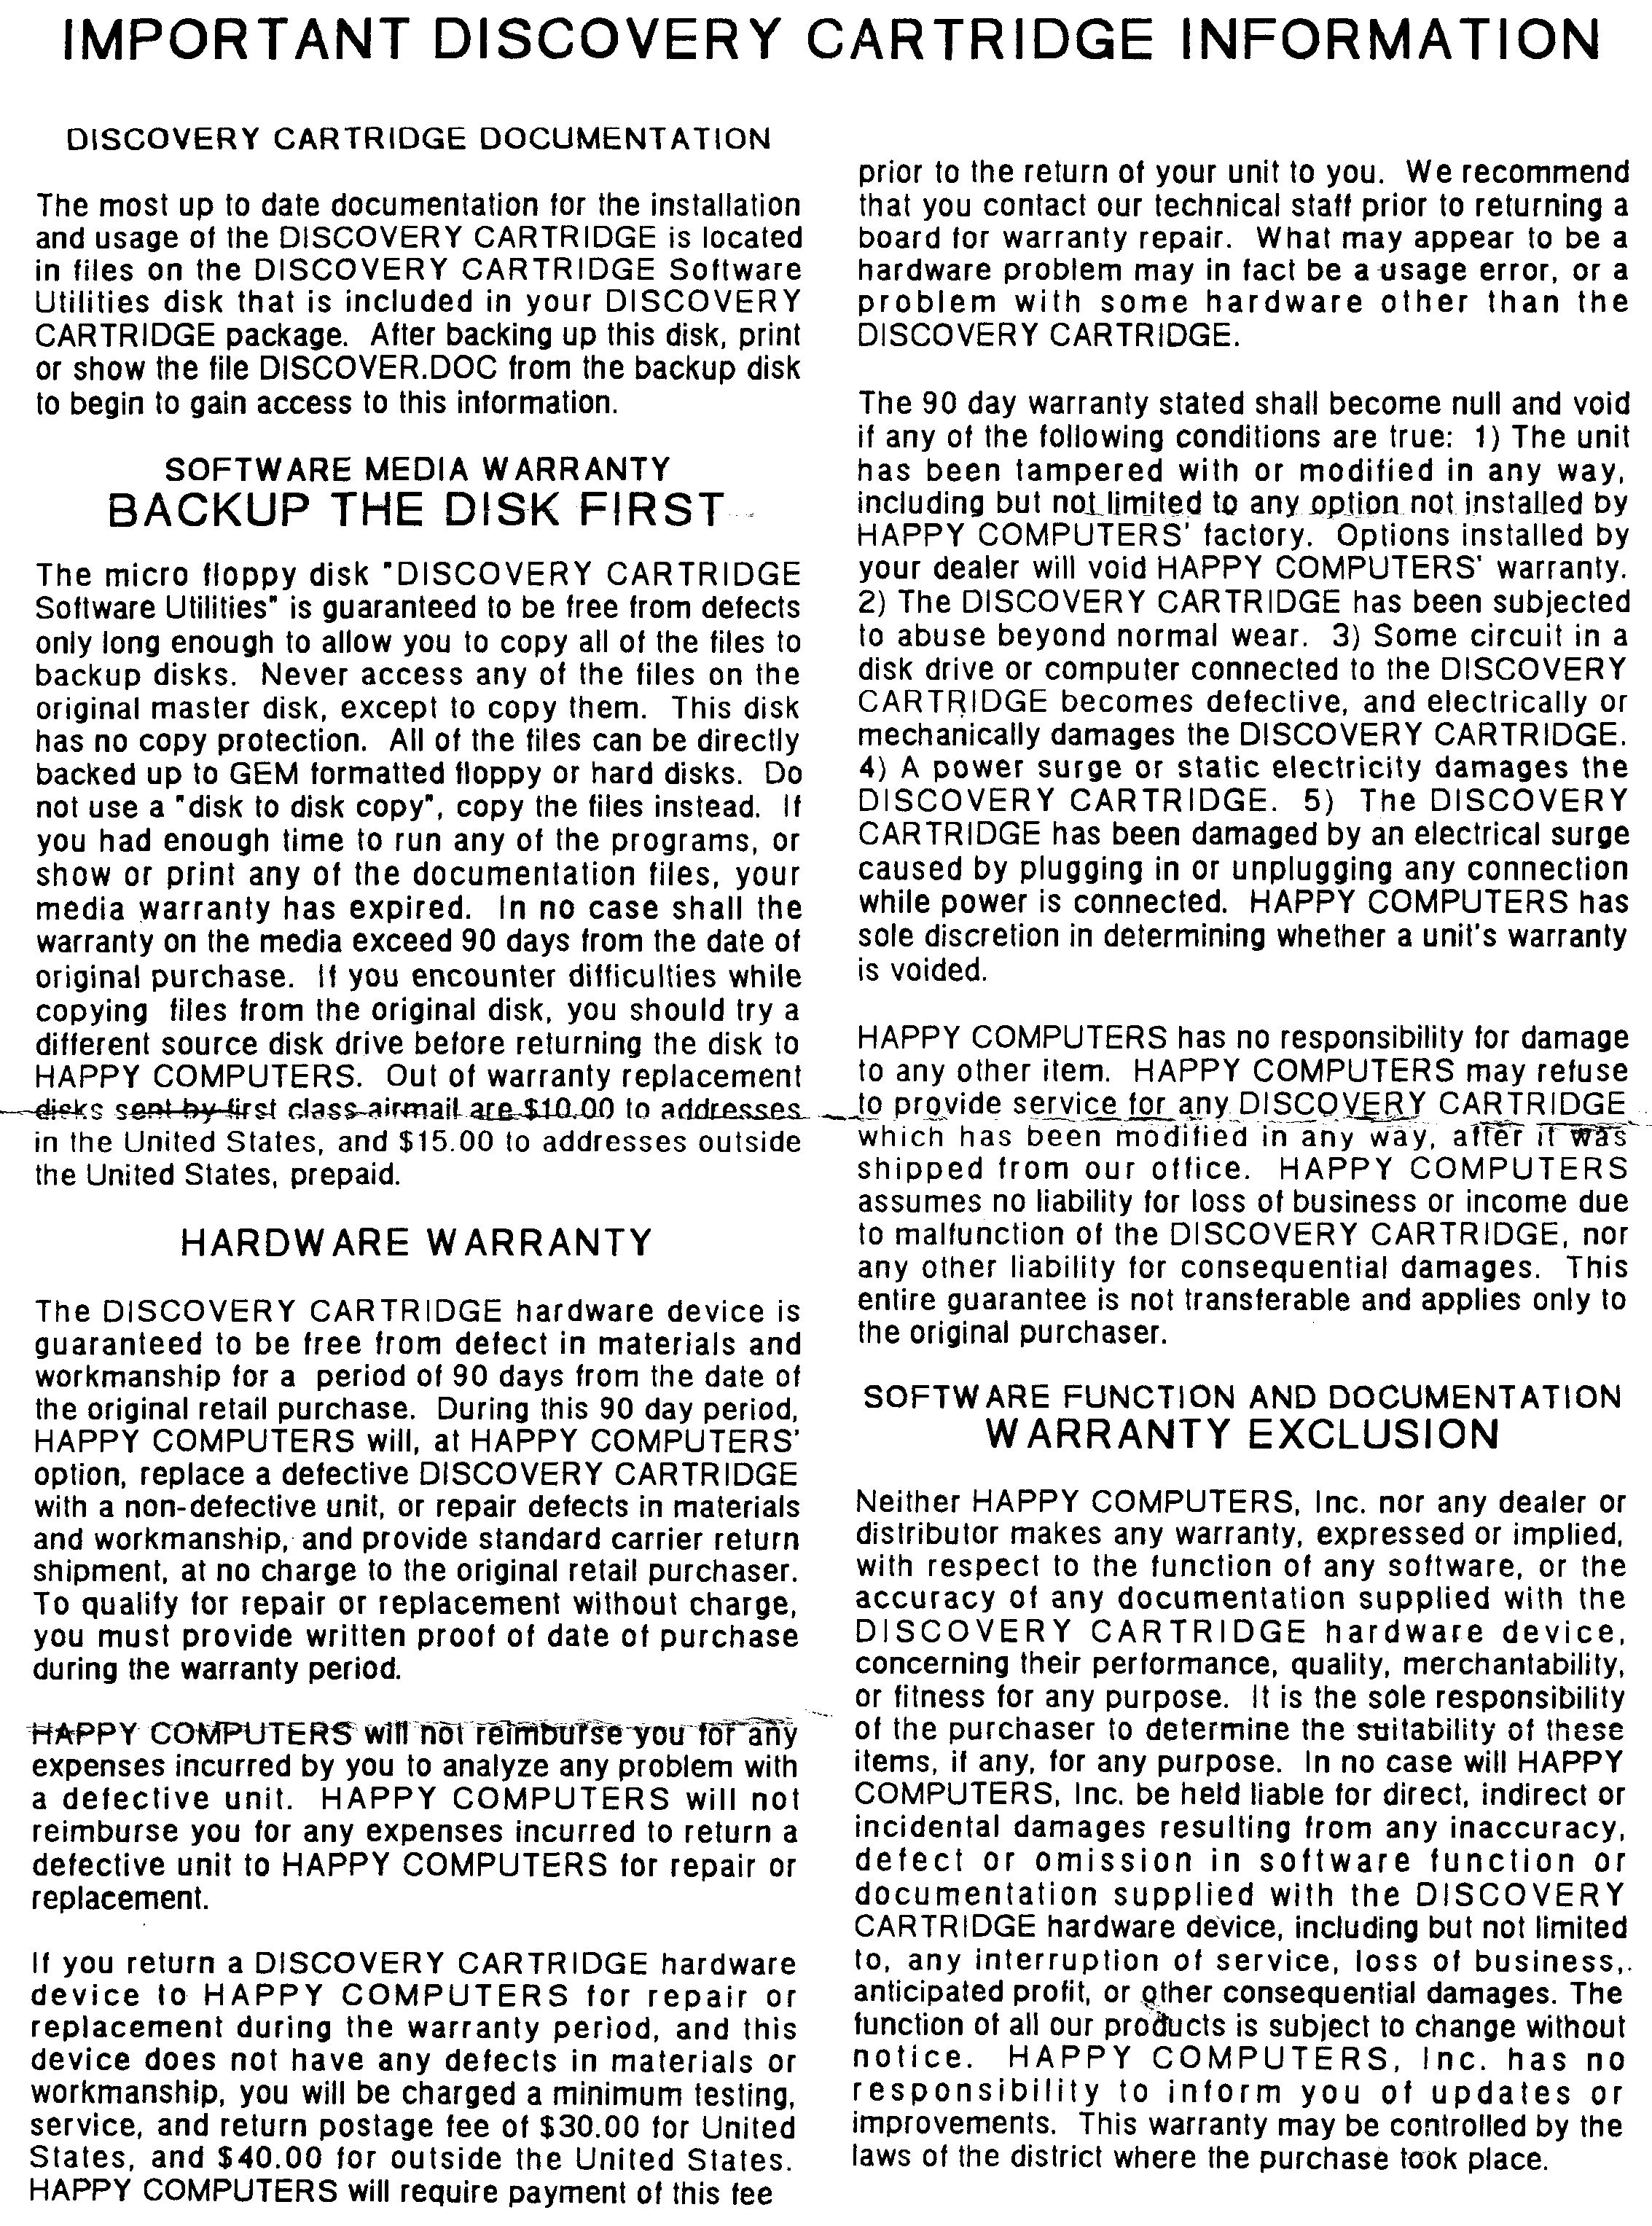 IMPORTANT DISCOVERY CARTRIDGE INFORMATION
DISCOVERY CARTRIDGE DOCUMENTATION
The most up to date documentation for the installation
and usage of the DISCOVERY CARTRIDGE is located
in files on the DISCOVERY CARTRIDGE Software
Utilities disk that is included in your DISCOVERY
CARTRIDGE package. After backing up this disk, print
or show the file DISCOVER.DOC from the backup disk
to begin to gain access to this information.
SOFTWARE MEDIA WARRANTY
BACKUP THE DISK FIRST
The micro floppy disk "DISCOVERY CARTRIDGE
Software Utilities" is guaranteed to be free from defects
only long enough to allow you to copy all of the files to
backup disks. Never access any of the files on the
original master disk, except to copy them. This disk
has no copy protection. All of the files can be directly
backed up to GEM formatted floppy or hard disks. Do
not use a "disk to disk copy", copy the files instead. If
you had enough time to run any of the programs, or
show or print any of the documentation files, your
media warranty has expired. In no case shall the
warranty on the media exceed 90 days from the date of
original purchase. If you encounter difficulties while
copying files from the original disk, you should try a
different source disk drive before returning the disk to
HAPPY COMPUTERS. Out of warranty replacement
disks sent by first class airmail are $10.00 to addresses
in the United States, and $15.00 to addresses outside
the United States, prepaid.
HARDWARE WARRANTY
The DISCOVERY CARTRIDGE hardware device is
guaranteed to be free from defect in materials and
workmanship for a period of 90 days from the date of
the original retail purchase. During this 90 day period,
HAPPY COMPUTERS will, at HAPPY COMPUTERS'
option, replace a defective DISCOVERY CARTRIDGE
with a non-defective unit, or repair defects in materials
and workmanship, and provide standard carrier return
shipment, at no charge to the original retail purchaser.
To qualify for repair or replacement without charge,
you must provide written proof of date of purchase
during the warranty period.
HAPPY COMPUTERS will not reimburse you for any
expenses incurred by you to analyze any problem with
a defective unit. HAPPY COMPUTERS will not
reimburse you for any expenses incurred to return a
defective unit to HAPPY COMPUTERS for repair or
replacement.
If you return a DISCOVERY CARTRIDGE hardware
device to HAPPY COMPUTERS for repair or
replacement during the warranty period, and this
device does not have any defects in materials or
workmanship, you will be charged a minimum testing,
service, and return postage fee of $30.00 for United
States, and $40.00 for outside the United States.
HAPPY COMPUTERS will require payment of this fee
prior to the return of your unit to you. We recommend
that you contact our technical staff prior to returning a
board for warranty repair. What may appear to be a
hardware problem may in fact be a usage error, or a
problem with some hardware other than the
DISCOVERY CARTRIDGE.
The 90 day warranty stated shall become null and void
if any of the following conditions are true: 1) The unit
has been tampered with or modified in any way,
including but not limited to any option not installed by
HAPPY COMPUTERS' factory. Options installed by
your dealer will void HAPPY COMPUTERS' warranty.
2) The DISCOVERY CARTRIDGE has been subjected
to abuse beyond normal wear. 3) Some circuit in a
disk drive or computer connected to the DISCOVERY
CARTRIDGE becomes defective, and electrically or
mechanically damages the DISCOVERY CARTRIDGE.
4) A power surge or static electricity damages the
DISCOVERY CARTRIDGE. 5) The DISCOVERY
CARTRIDGE has been damaged by an electrical surge
caused by plugging in or unplugging any connection
while power is connected. HAPPY COMPUTERS has
sole discretion in determining whether a unit's warranty
is voided.
HAPPY COMPUTERS has no responsibility for damage
to any other item. HAPPY COMPUTERS may refuse
to provide service for any DISCOVERY CARTRIDGE
which has been modified in any way, after it was
shipped from our office. HAPPY COMPUTERS
assumes no liability for loss of business or income due
to malfunction of the DISCOVERY CARTRIDGE, nor
any other liability for consequential damages. This
entire guarantee is not transferable and applies only to
the original purchaser.
SOFTWARE FUNCTION AND DOCUMENTATION
WARRANTY EXCLUSION
Neither HAPPY COMPUTERS, Inc. nor any dealer or
distributor makes any warranty, expressed or implied,
with respect to the function of any software, or the
accuracy of any documentation supplied with the
DISCOVERY CARTRIDGE hardware device,
concerning their performance, quality, merchantability,
or fitness for any purpose. It is the sole responsibility
of the purchaser to determine the suitability of these
items, if any, for any purpose. In no case will HAPPY
COMPUTERS, Inc. be held liable for direct, indirect or
incidental damages resulting from any inaccuracy,
defect or omission in software function or
documentation supplied with the DISCOVERY
CARTRIDGE hardware device, including but not limited
to, any interruption of service, loss of business,
anticipated profit, or other consequential damages. The
function of all our products is subject to change without
notice. HAPPY COMPUTERS, Inc. has no
responsibility to inform you of updates or
improvements. This warranty may be controlled by the
laws of the district where the purchase took place.